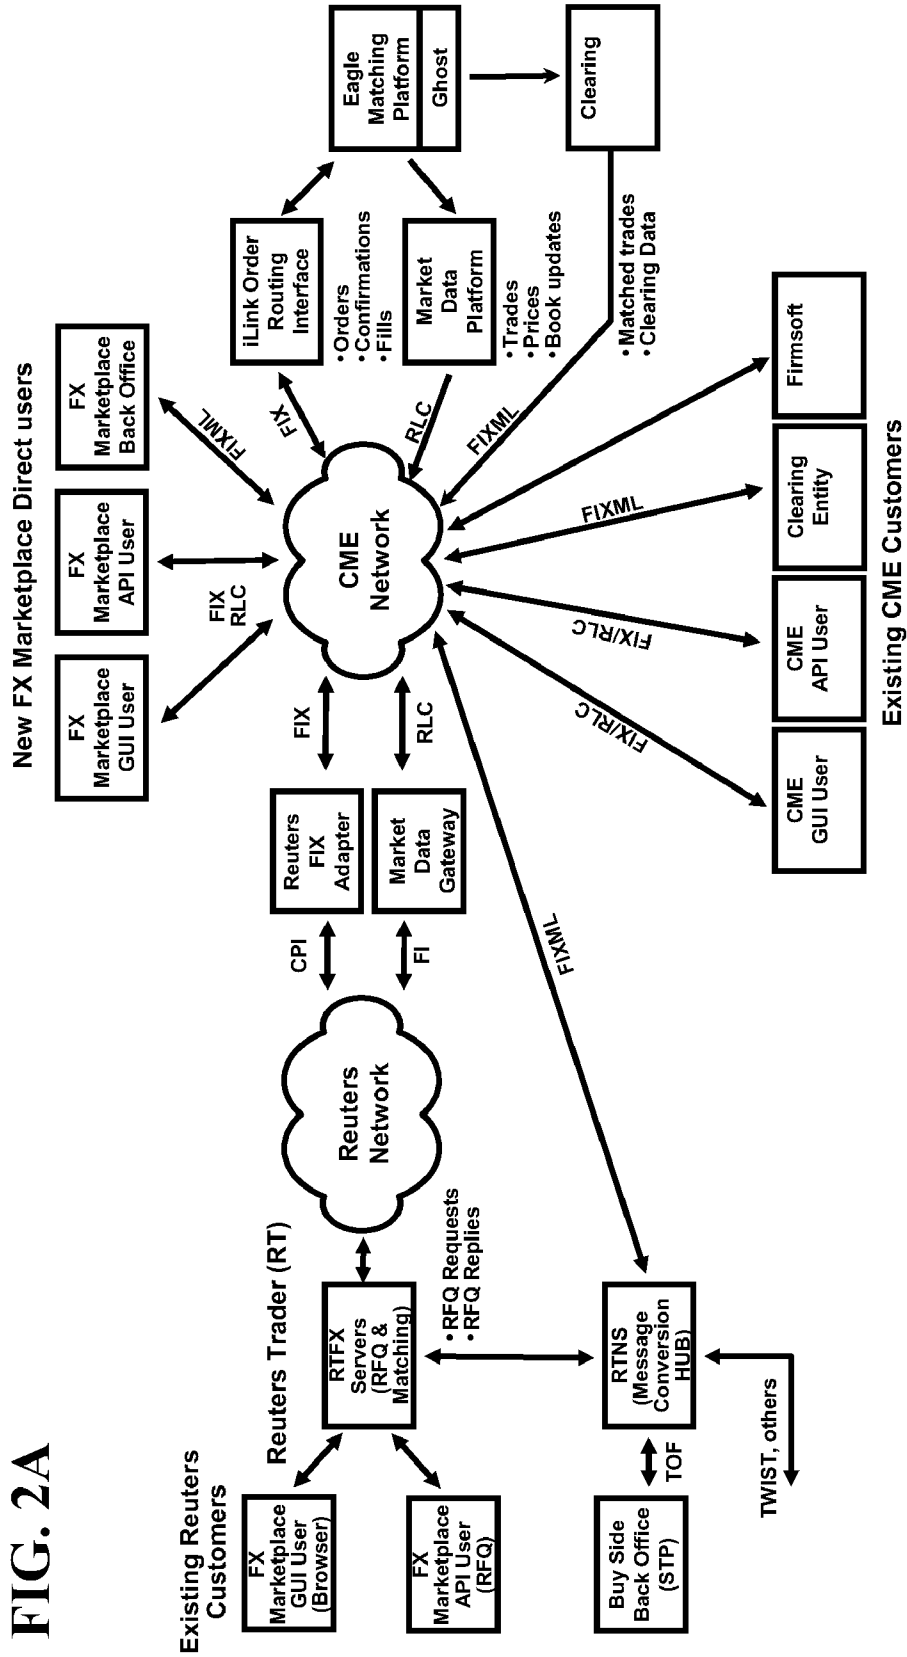 FIG. 2A
Existing Reuters
Customers
FX
Marketplace
GUI User
(Browser)
FX
Marketplace
API User
(RFQ)
Buy Side
Back Office
(STP)
TOF
TWIST, others
Reuters Trader (RT)
RTFX
Servers
(RFQ &
Matching)
•RFQ Requests
•RFQ Replies
RTNS
(Message
Conversion
HUB)
Reuters
Network
CPI
FI
Reuters
FIX
Adapter
Market
Data
Gateway
FIX
RLC
FIXML
New FX Marketplace Direct users
FX
Marketplace
GUI User
FX
Marketplace
API User
FX
Marketplace
Back Office
FIX
RLC
FIXML
CME
Network
FIX
RLC
FIXML
iLink Order
Routing
Interface
•Orders
•Confirmations
•Fills
Market
Data
Platform
•Trades
•Prices
•Book updates
Eagle
Matching
Platform
Ghost
Clearing
•Matched trades
•Clearing Data
FIX/RLC
FIX/RLC
FIXML
CME
GUI User
CME
API User
Clearing
Entity
Firmsoft
Existing CME Customers